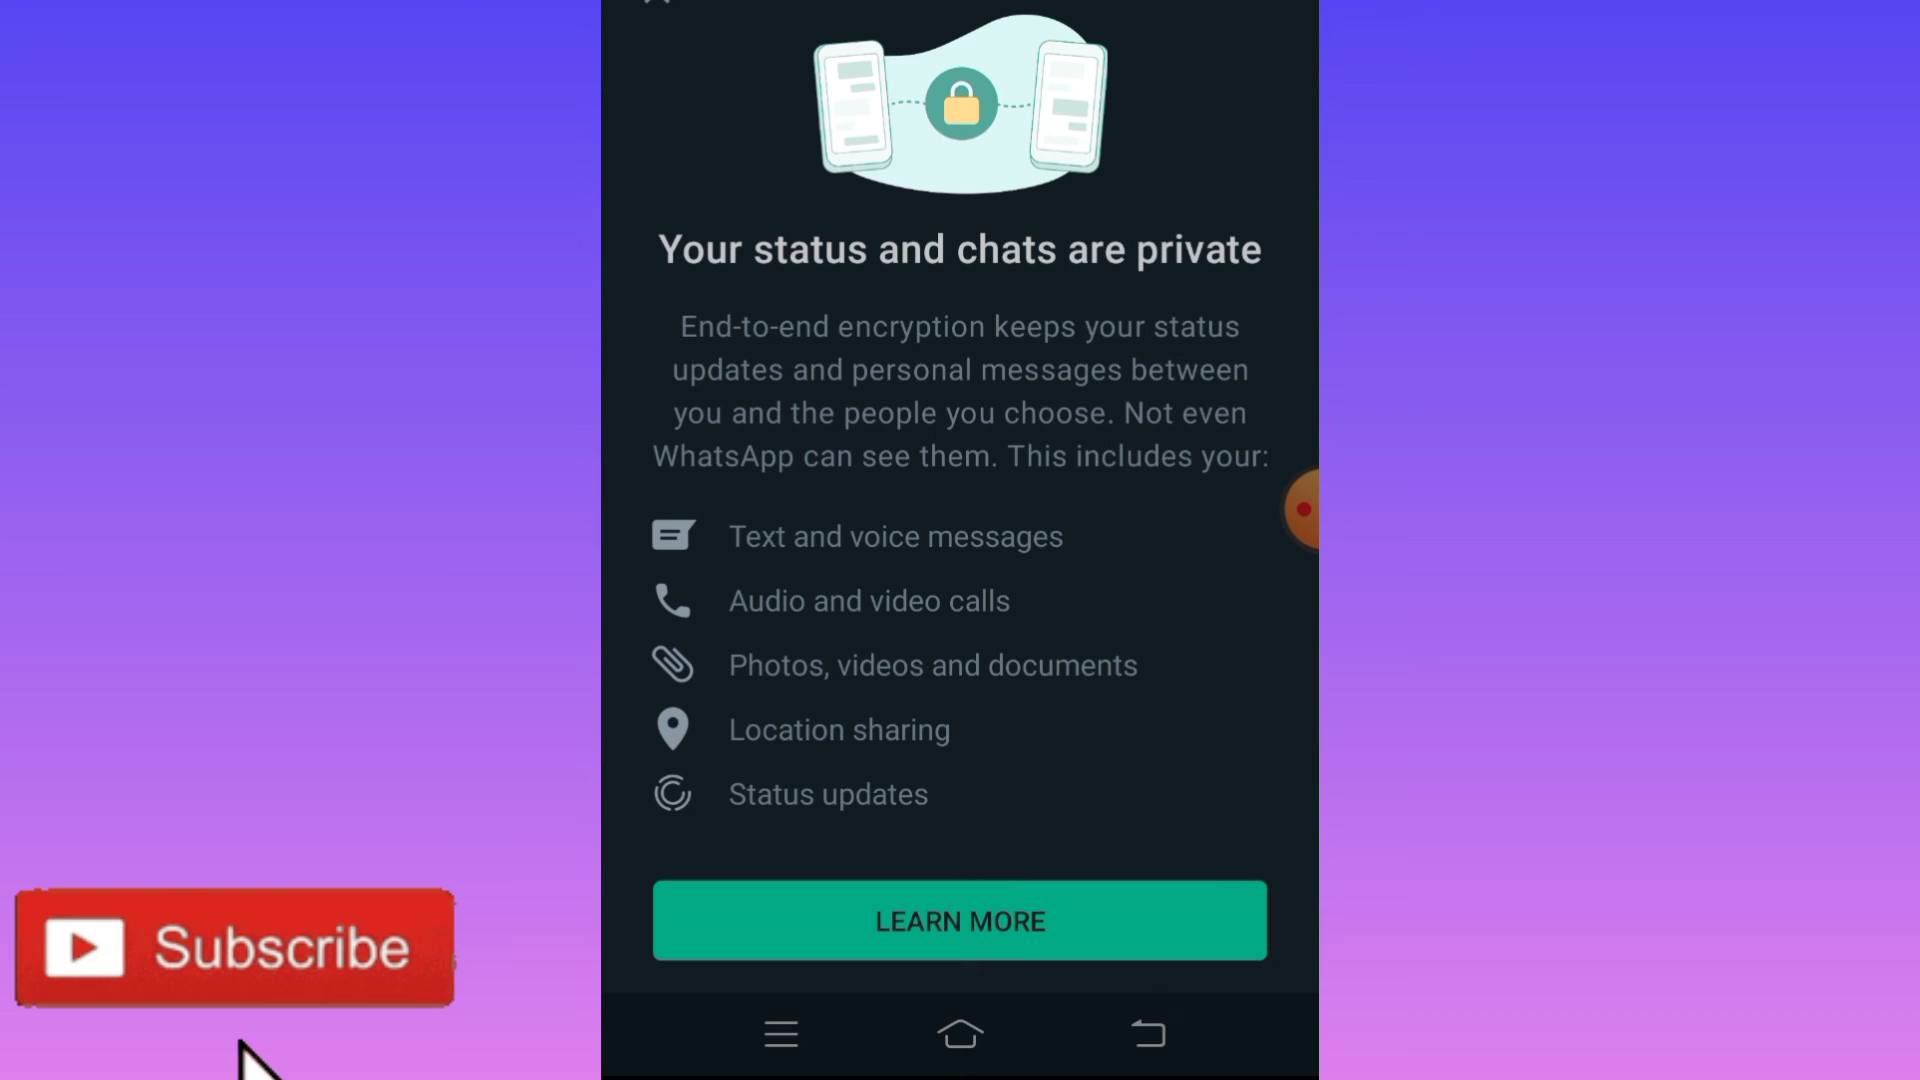 Your status and chats are private
End-to-end encryption keeps your status
updates and personal messages between
you and the people you choose. Not even
WhatsApp can see them. This includes your:
Text and voice messages
Audio and video calls
Photos, videos and documents
Location sharing
Status updates
LEARN MORE
Subscribe